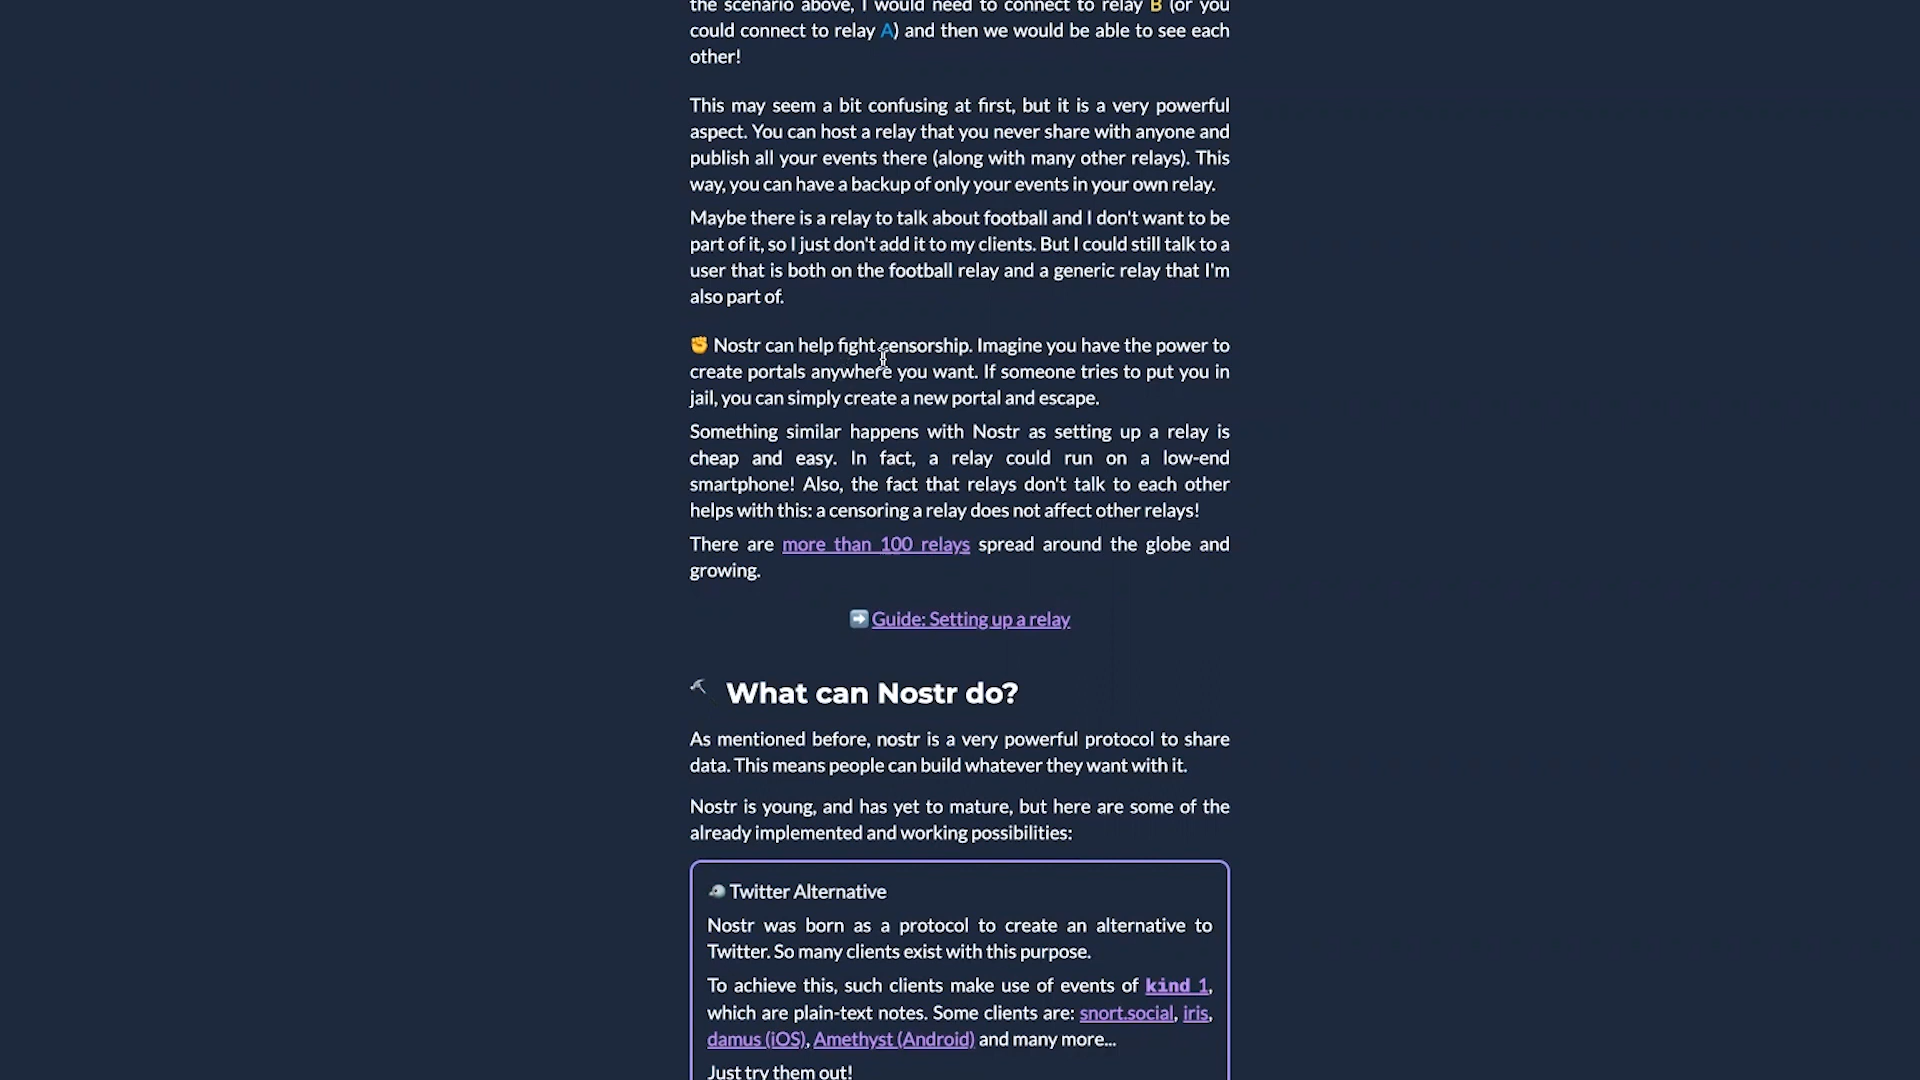 the scenario above, I would need to connect to relay B (or you
could connect to relay A) and then we would be able to see each
other!
This may seem a bit confusing at first, but it is a very powerful
aspect. You can host a relay that you never share with anyone and
publish all your events there (along with many other relays). This
way, you can have a backup of only your events in your own relay.
Maybe there is a relay to talk about football and I don't want to be
part of it, so I just don't add it to my clients. But I could still talk to a
user that is both on the football relay and a generic relay that I'm
also part of.
✊ Nostr can help fight censorship. Imagine you have the power to
create portals anywhere you want. If someone tries to put you in
jail, you can simply create a new portal and escape.
Something similar happens with Nostr as setting up a relay is
cheap and easy. In fact, a relay could run on a low-end
smartphone! Also, the fact that relays don't talk to each other
helps with this: a censoring a relay does not affect other relays!
There are more than 100 relays spread around the globe and
growing.
➡️ Guide: Setting up a relay
What can Nostr do?
As mentioned before, nostr is a very powerful protocol to share
data. This means people can build whatever they want with it.
Nostr is young, and has yet to mature, but here are some of the
already implemented and working possibilities:
Twitter Alternative
Nostr was born as a protocol to create an alternative to
Twitter. So many clients exist with this purpose.
To achieve this, such clients make use of events of kind 1,
which are plain-text notes. Some clients are: snort.social, iris,
damus (iOS), Amethyst (Android) and many more...
Just try them out!